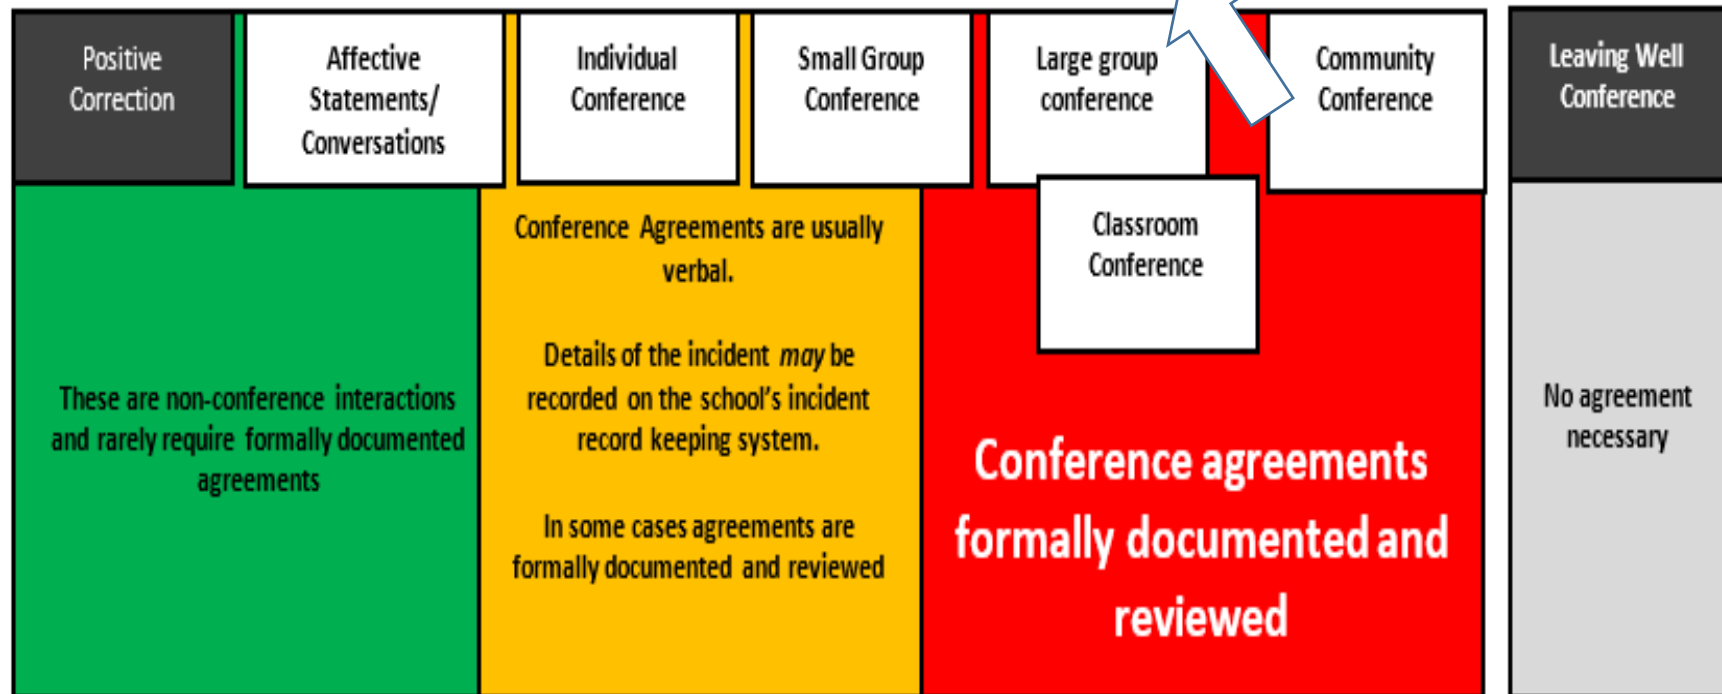 Positive
Correction
Affective
Statements/
Conversations
Individual
Conference
Small Group
Conference
Large group
conference
Community
Conference
Leaving Well
Conference
Classroom
Conference
These are non-conference interactions
and rarely require formally documented
agreements
Conference Agreements are usually
verbal.
Details of the incident may be
recorded on the school's incident
record keeping system.
In some cases agreements are
formally documented and reviewed
Conference agreements
formally documented and
reviewed
No agreement
necessary